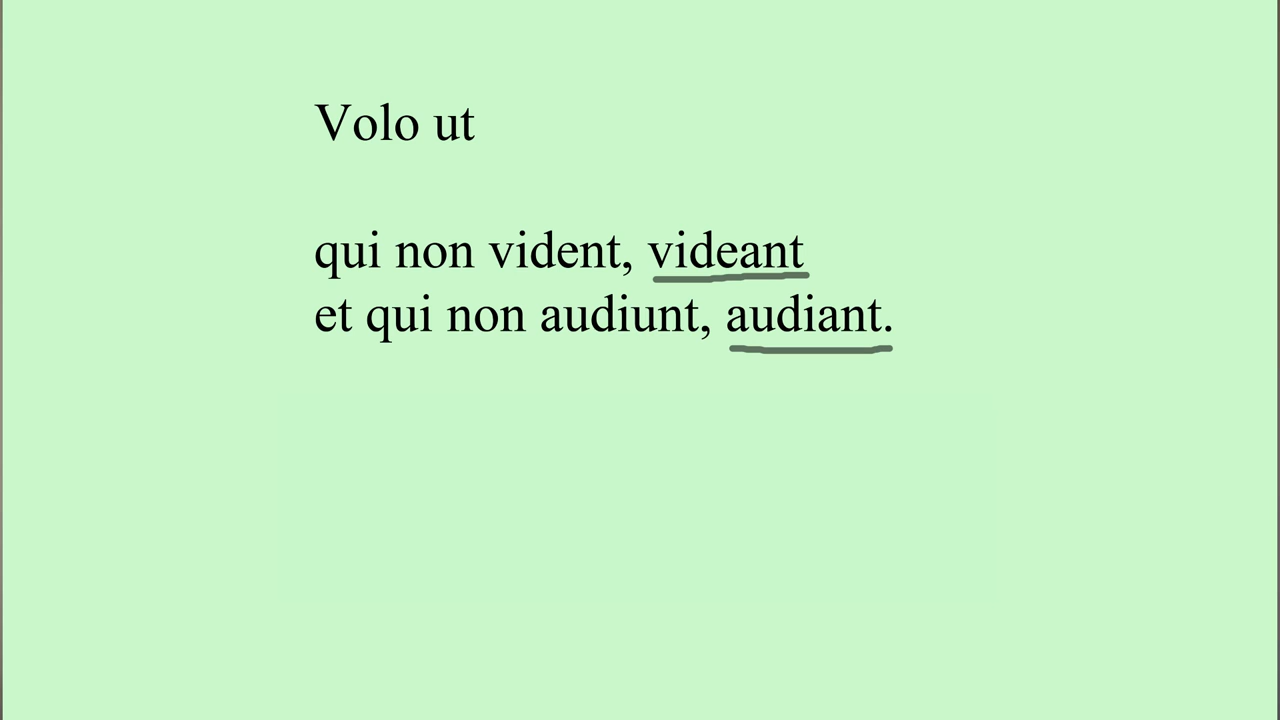 Volo ut
qui non vident, videant
et qui non audiunt, audiant.